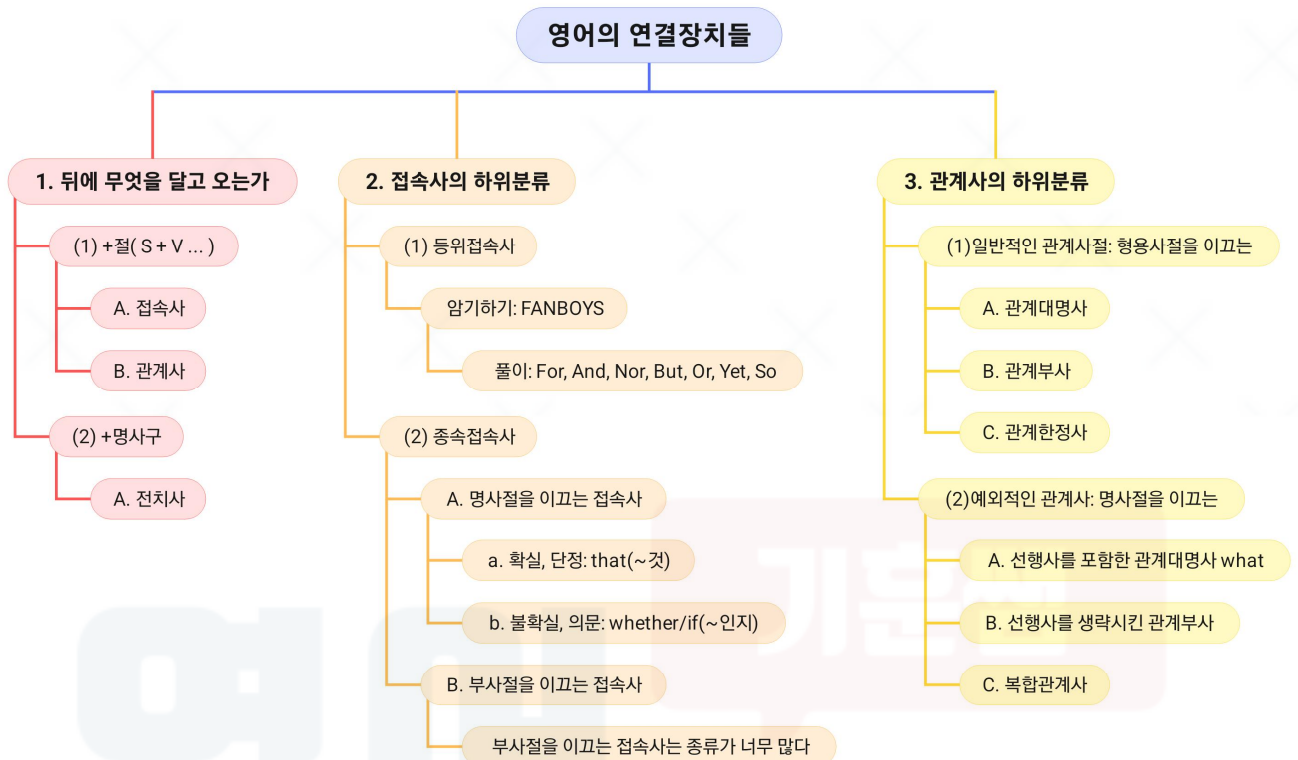 영어의 연결장치들
1. 뒤에 무엇을 달고 오는가
(1) +절( S + V ... )
A. 접속사
B. 관계사
(2) +명사구
A. 전치사
2. 접속사의 하위분류
(1) 등위접속사
암기하기: FANBOYS
풀이: For, And, Nor, But, Or, Yet, So
(2) 종속접속사
A. 명사절을 이끄는 접속사
a. 확실, 단정: that(~것)
b. 불확실, 의문: whether/if(~인지)
B. 부사절을 이끄는 접속사
부사절을 이끄는 접속사는 종류가 너무 많다
3. 관계사의 하위분류
(1)일반적인 관계사절: 형용사절을 이끄는
A. 관계대명사
B. 관계부사
C. 관계한정사
(2)예외적인 관계사: 명사절을 이끄는
A. 선행사를 포함한 관계대명사 what
B. 선행사를 생략시킨 관계부사
C. 복합관계사